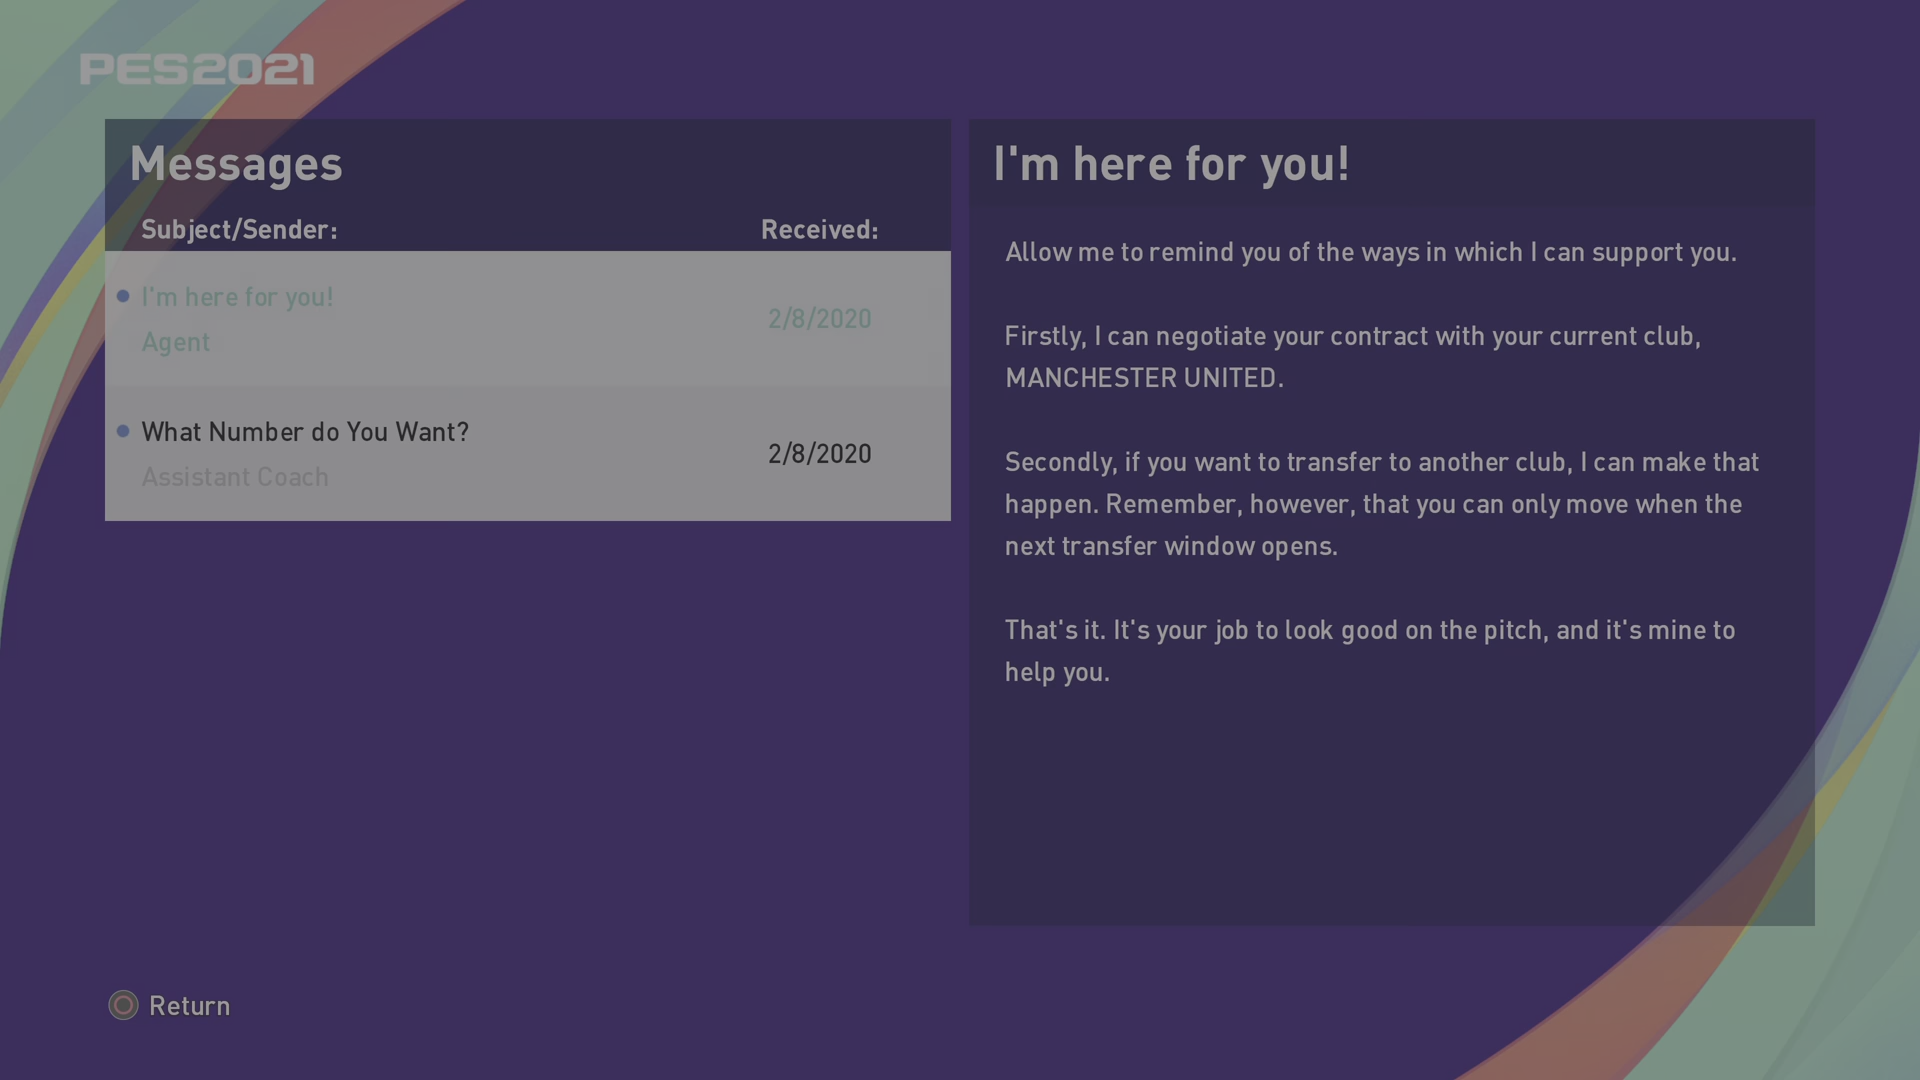 PES2021
Messages
Subject/Sender:
Received:
I'm here for you!
Agent
2/8/2020
What Number do You Want?
Assistant Coach
2/8/2020
I'm here for you!
Allow me to remind you of the ways in which I can support you.
Firstly, I can negotiate your contract with your current club,
MANCHESTER UNITED.
Secondly, if you want to transfer to another club, I can make that
happen. Remember, however, that you can only move when the
next transfer window opens.
That's it. It's your job to look good on the pitch, and it's mine to
help you.
Return